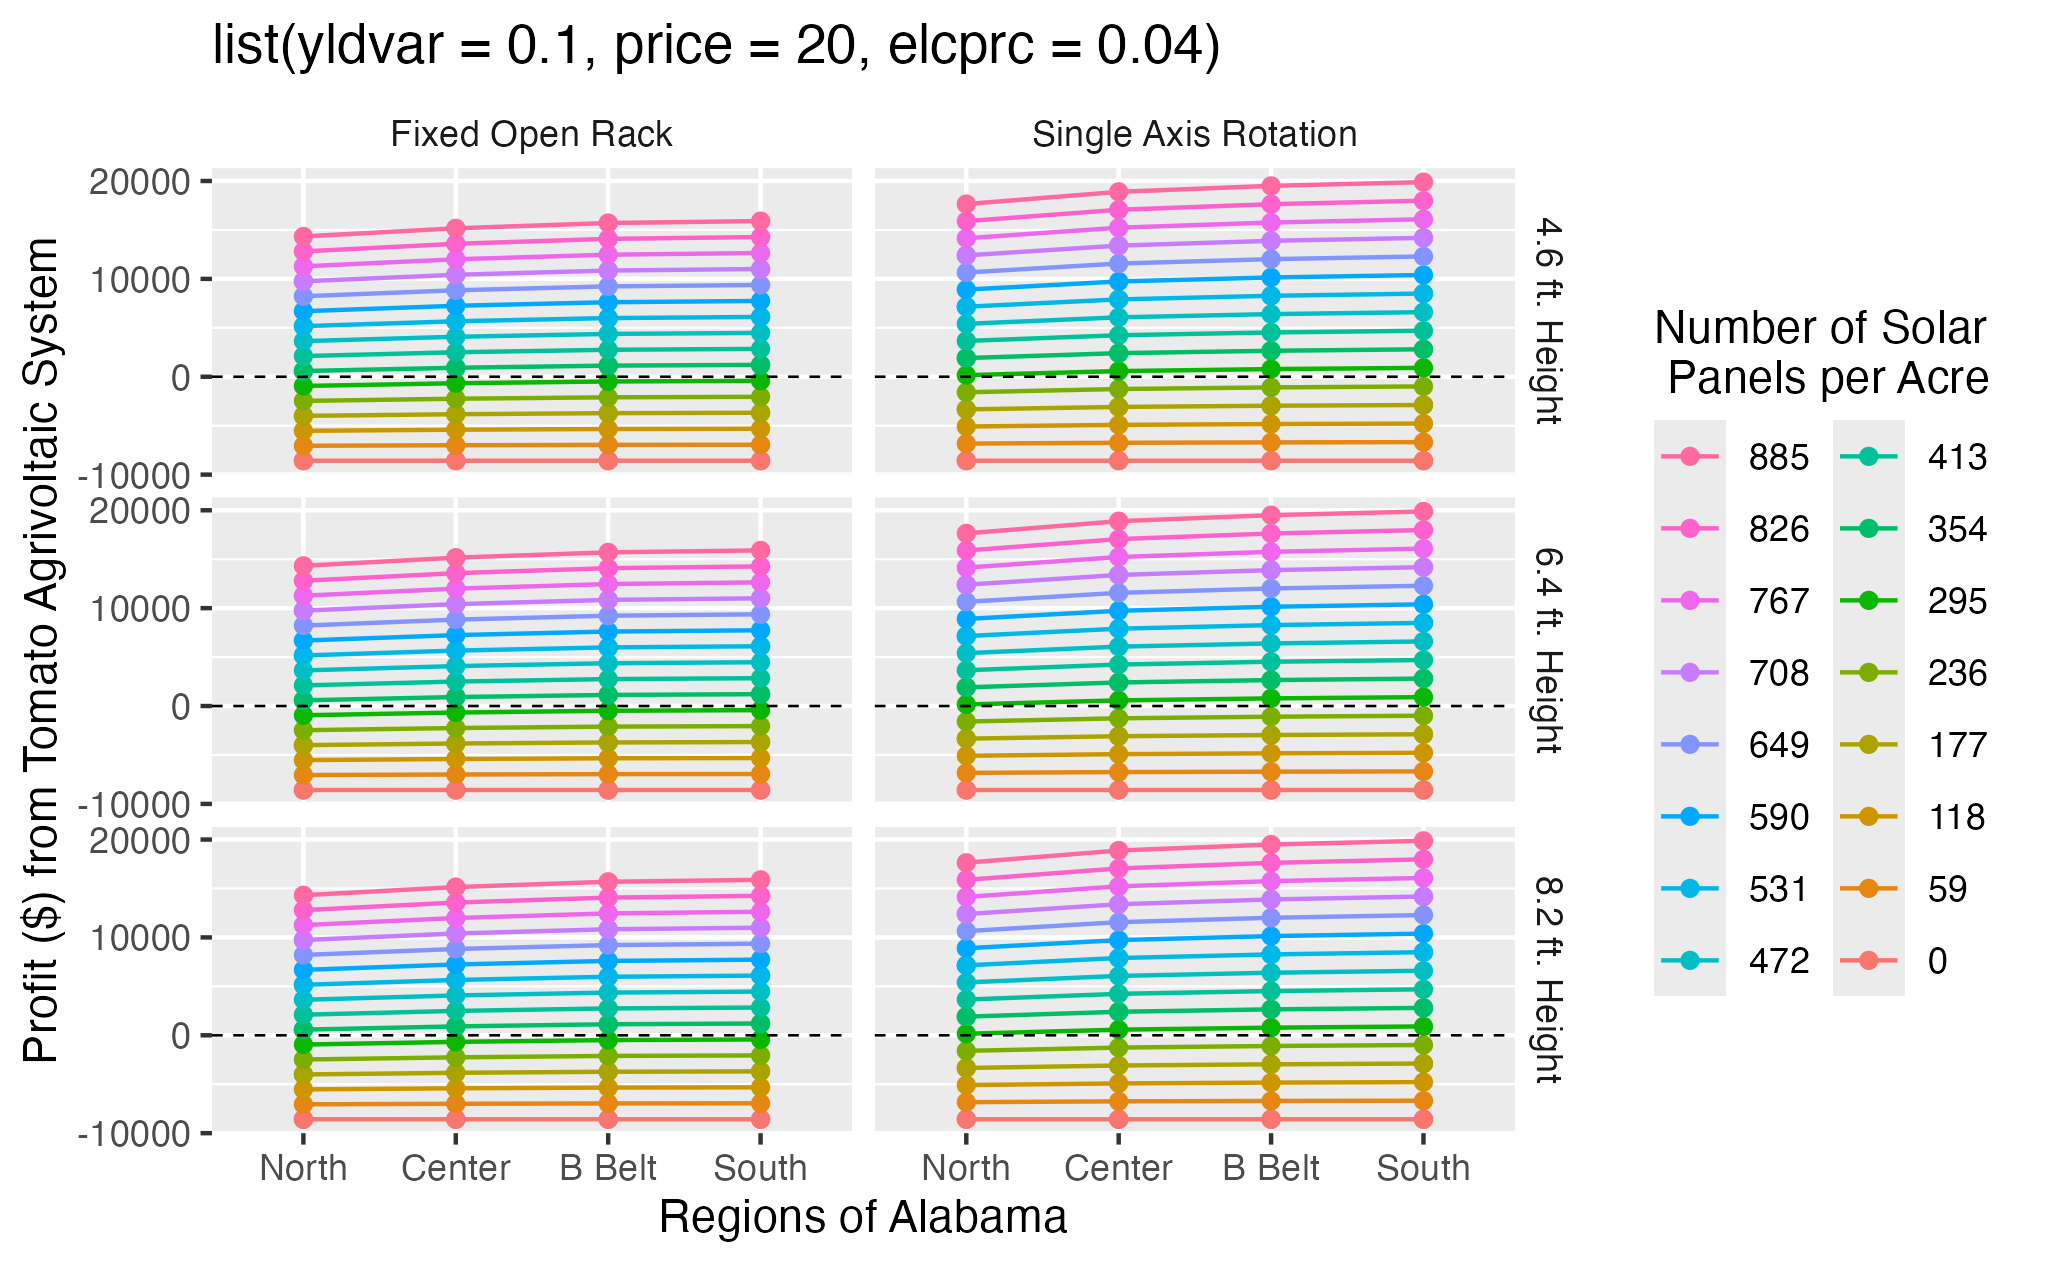 list(yldvar = 0.1, price = 20, elcprc = 0.04)
Fixed Open Rack
Single Axis Rotation
Profit ($) from Tomato Agrivoltaic System
20000
10000
0
-10000
4.6 ft. Height
20000
10000
0
-10000
6.4 ft. Height
20000
10000
0
-10000
8.2 ft. Height
North Center B Belt South
North Center B Belt South
Regions of Alabama
Number of Solar
Panels per Acre
885 413
826 354
767 295
708 236
649 177
590 118
531 59
472 0